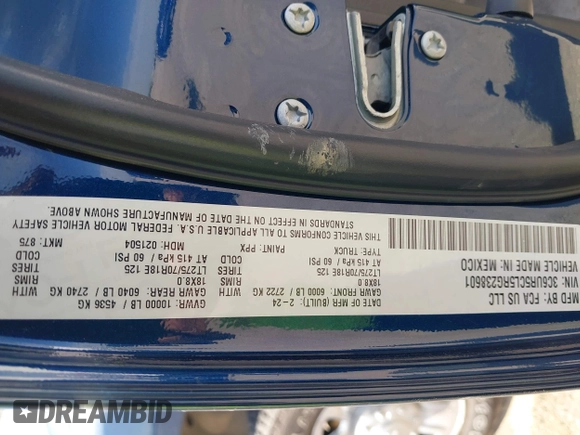 MFD BY: FCA US LLC
VEHICLE MADE IN: MEXICO
VIN: 3C6UR5CL5RG238601
DATE OF MFR (BUILT): 2-24
GVWR: 10000 LB 4536 KG
GAWR FRONT: 6000 LB 2722 KG
GAWR REAR: 6040 LB 2740 KG
18X8.0 RIMS
18X8.0 RIMS
LT275/70R18E 125 TIRES
LT275/70R18E 125 TIRES
AT 415 kPa / 60 PSI COLD
AT 415 kPa / 60 PSI COLD
TYPE: TRUCK
PAINT: PPX
MDH: 021504
MKT: 875
THIS VEHICLE CONFORMS TO ALL APPLICABLE U.S.A. FEDERAL MOTOR VEHICLE SAFETY
STANDARDS IN EFFECT ON THE DATE OF MANUFACTURE SHOWN ABOVE.
DREAMBID